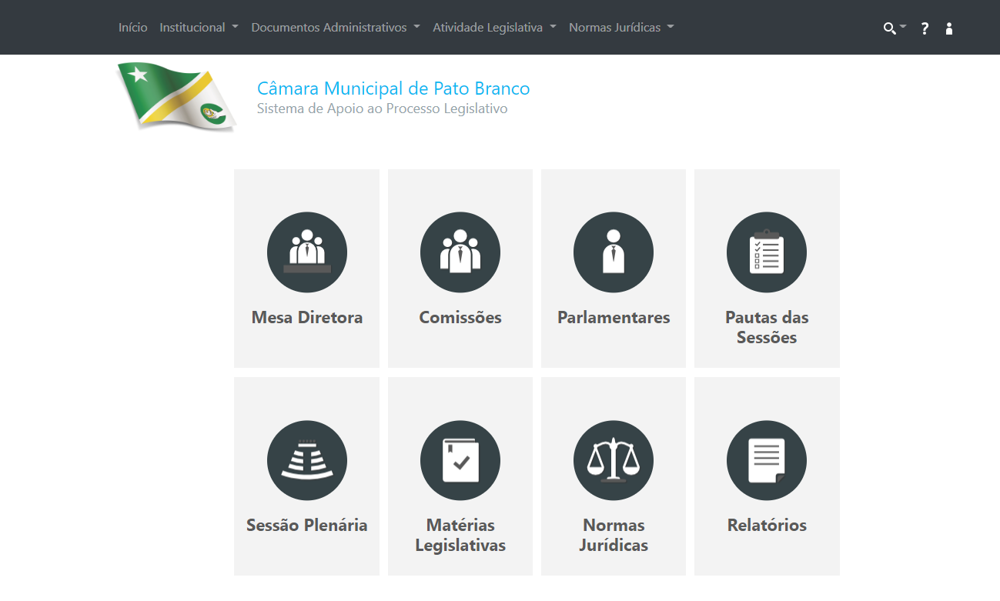 Início Institucional Documentos Administrativos Atividade Legislativa Normas Jurídicas ?
Câmara Municipal de Pato Branco
Sistema de Apoio ao Processo Legislativo
Mesa Diretora
Comissões
Parlamentares
Pautas das
Sessões
Sessão Plenária
Matérias
Legislativas
Normas
Jurídicas
Relatórios